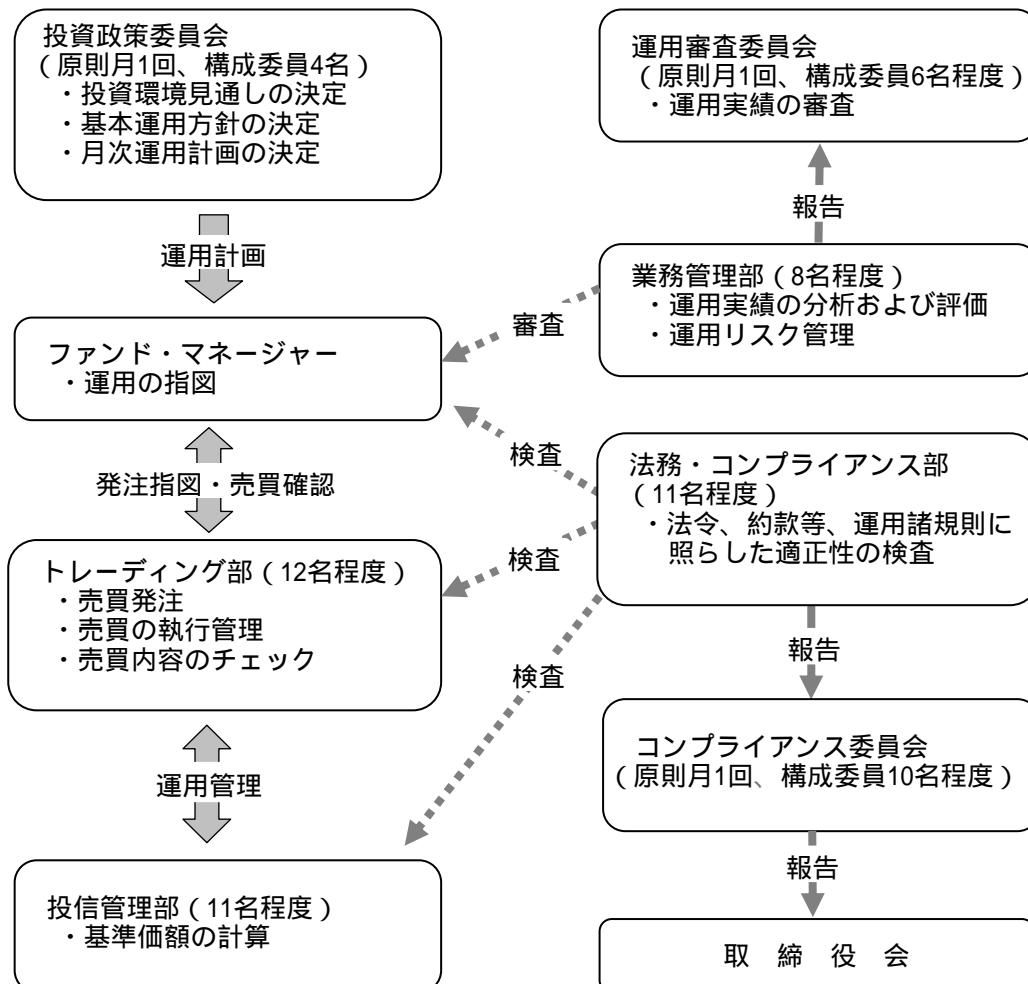 投資政策委員会
（原則月1回、構成委員4名）
・投資環境見通しの決定
・基本運用方針の決定
・月次運用計画の決定
運用計画
ファンド・マネージャー
・運用の指図
発注指図・売買確認
トレーディング部（12名程度）
・売買発注
・売買の執行管理
・売買内容のチェック
運用管理
投信管理部（11名程度）
・基準価額の計算
運用審査委員会
（原則月1回、構成委員6名程度）
・運用実績の審査
報告
業務管理部（8名程度）
・運用実績の分析および評価
・運用リスク管理
審査
検査
法務・コンプライアンス部
（11名程度）
・法令、約款等、運用諸規則に
照らした適正性の検査
検査
検査
報告
コンプライアンス委員会
（原則月1回、構成委員10名程度）
報告
取　締　役　会